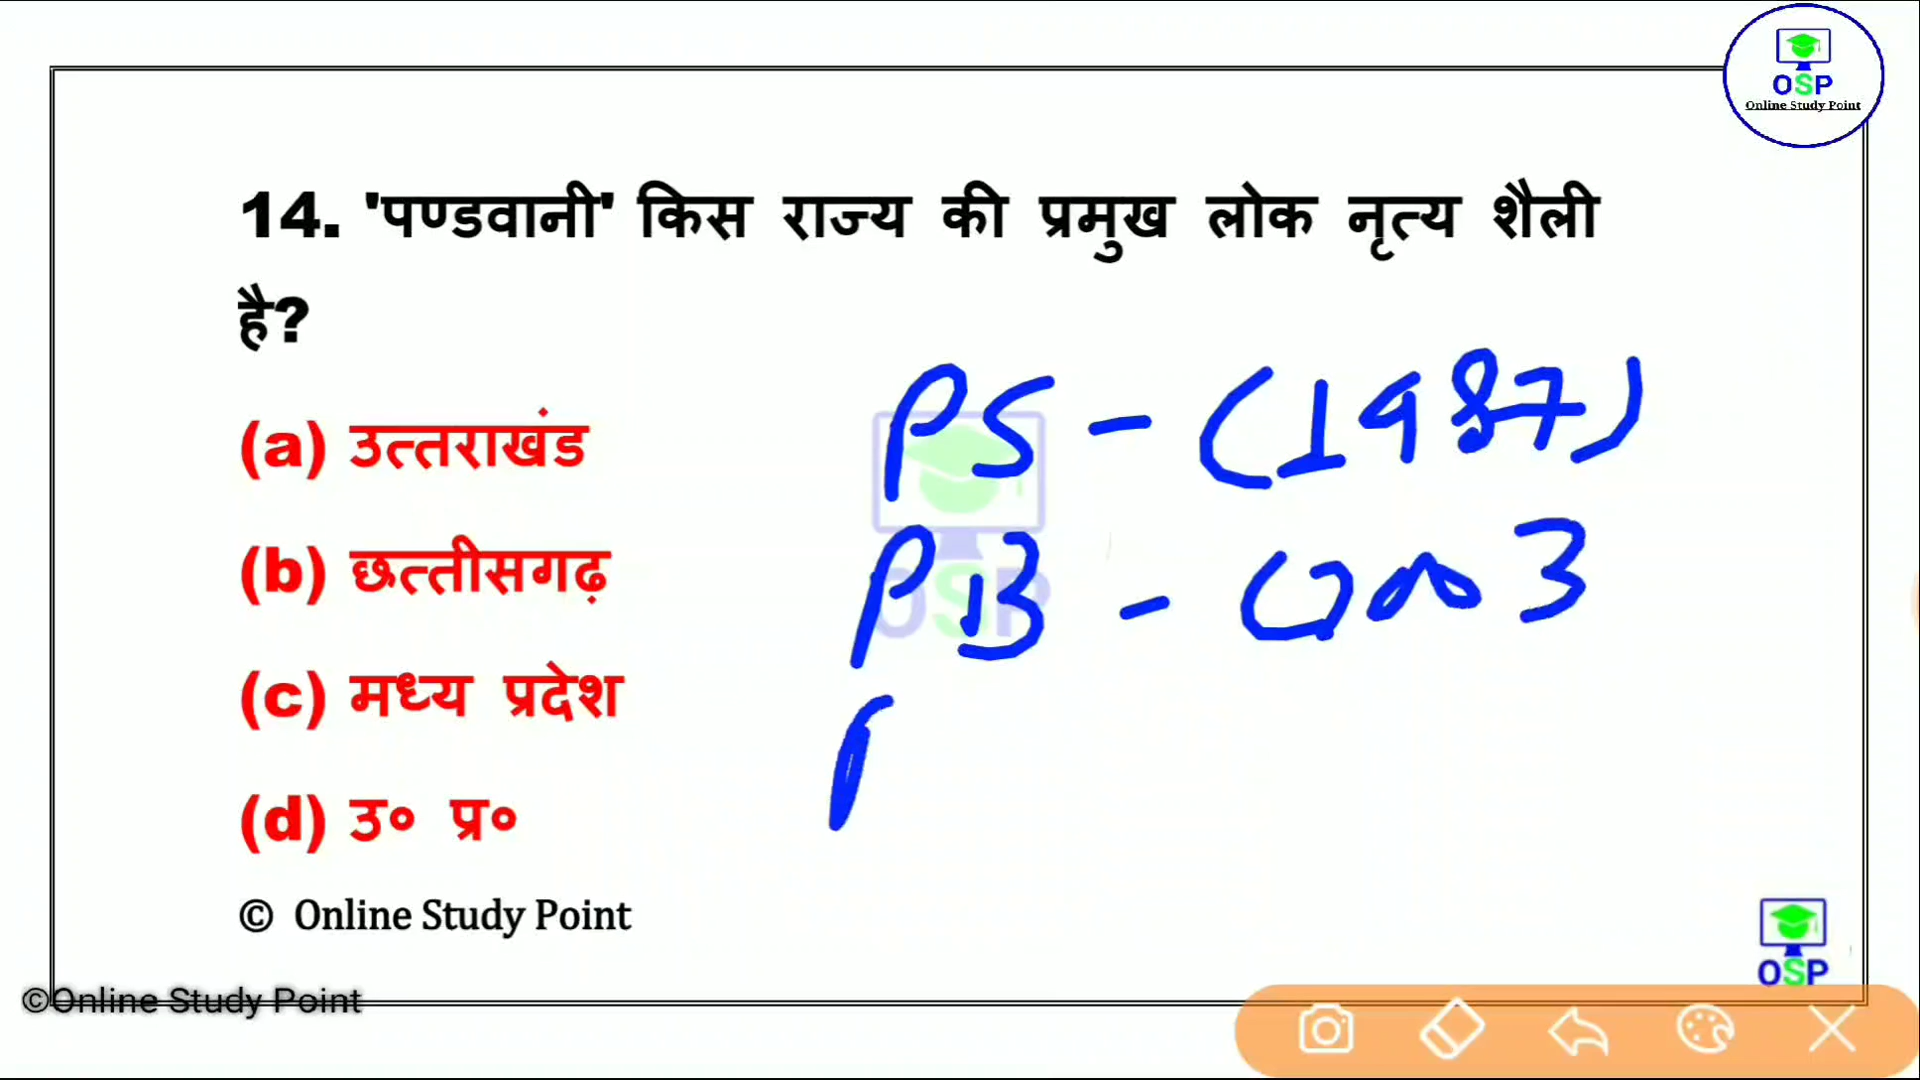 OSP
Online Study Point
14. 'पण्डवानी' किस राज्य की प्रमुख लोक नृत्य शैली
है?
(a) उत्तराखंड
(b) छत्तीसगढ़
(c) मध्य प्रदेश
(d) उ० प्र०
PS - (1987)
PB - 2003
OSP
© Online Study Point
OSP
©Online Study Point